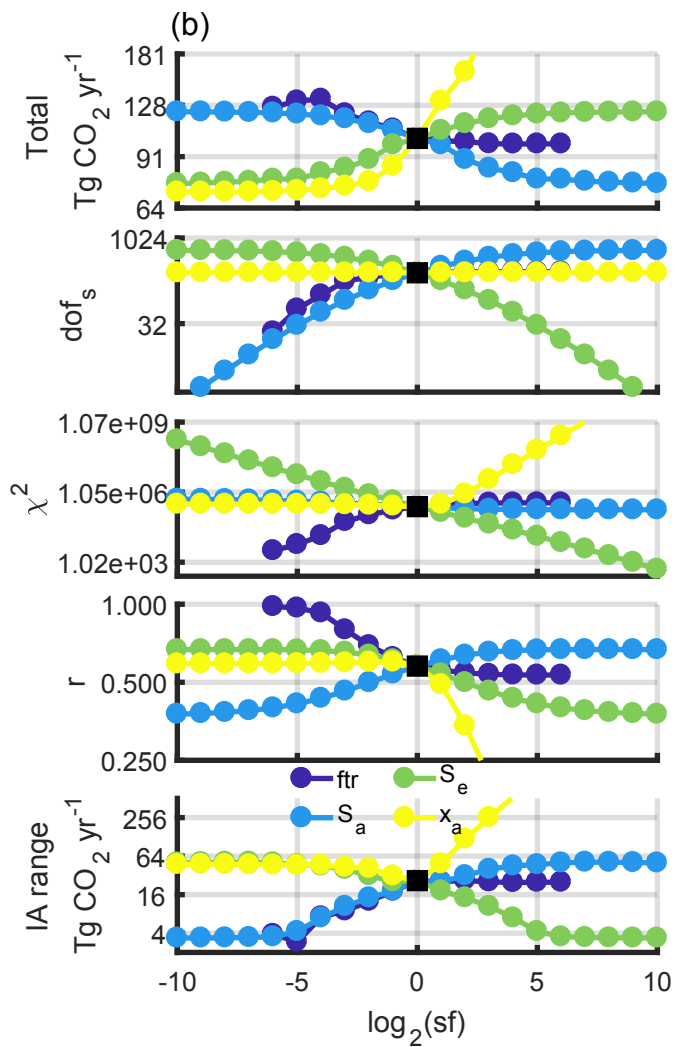 (b)
181
128
91
64
Total
Tg CO2 yr-1
1024
32
dofs
1.07e+09
1.05e+06
1.02e+03
χ2
1.000
0.500
0.250
r
ftr
Se
Sa
xa
256
64
16
4
IA range
Tg CO2 yr-1
-10 -5 0 5 10
log2(sf)